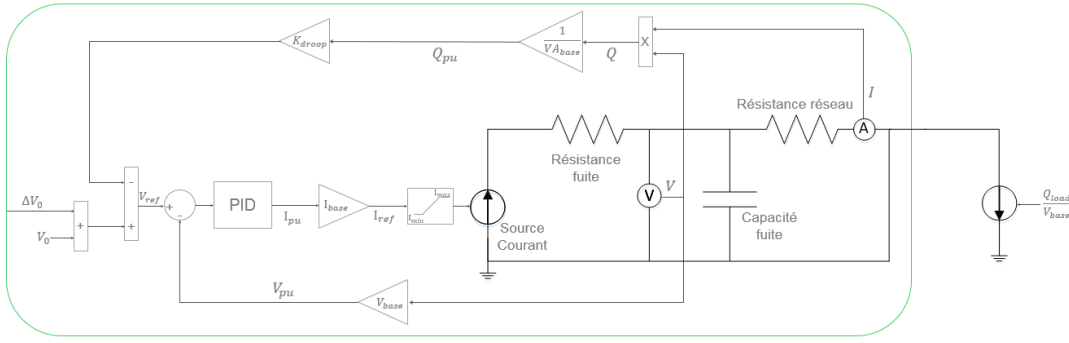 K_droop
1
VA_base
X
Q_pu
Q
I
Résistance réseau
A
Résistance
fuite
ΔV_0
V_0
+
-
+
V_ref
+
-
PID
I_pu
I_base
I_ref
I_max
I_min
Source
Courant
V
V
Capacité
fuite
Q_load
V_base
V_pu
V_base